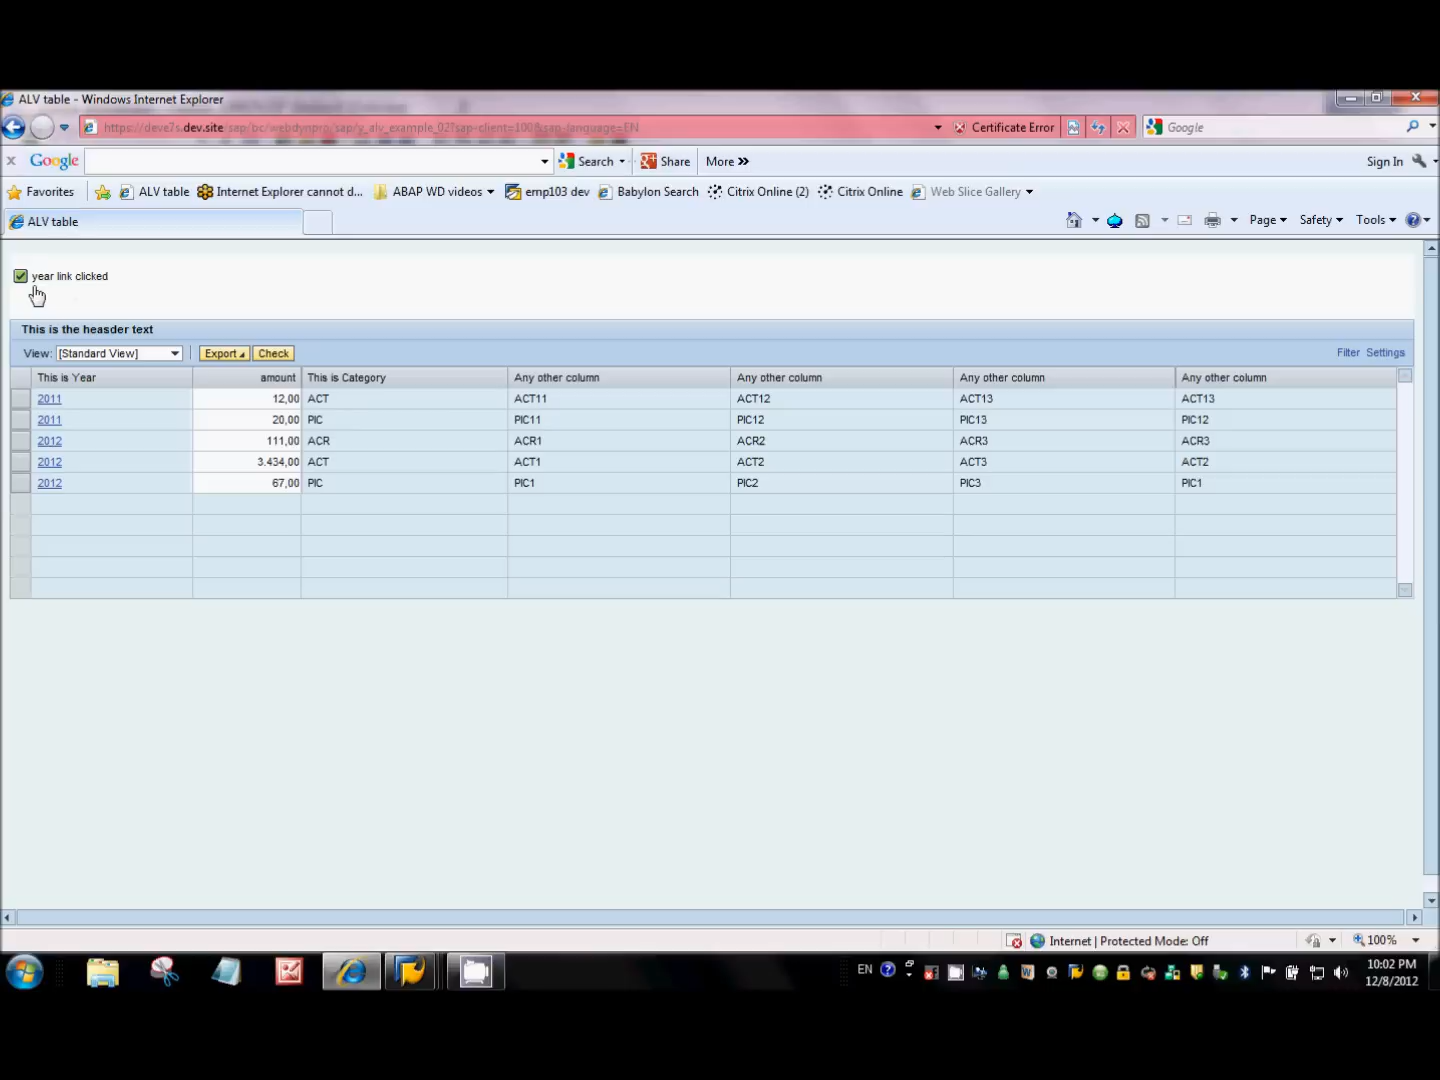 ALV table - Windows Internet Explorer
https://deve7s.dev.site/sap/bc/webdynpro/sap/y_alv_example_02?sap-client=100&sap-language=EN Certificate Error Google
x Google Search Share More » Sign In
Favorites ALV table Internet Explorer cannot d... ABAP WD videos emp103 dev Babylon Search Citrix Online (2) Citrix Online Web Slice Gallery
ALV table Page Safety Tools
year link clicked
This is the heasder text
View: [Standard View] Export Check Filter Settings
This is Year amount This is Category Any other column Any other column Any other column Any other column
2011 12,00 ACT ACT11 ACT12 ACT13 ACT13
2011 20,00 PIC PIC11 PIC12 PIC13 PIC12
2012 111,00 ACR ACR1 ACR2 ACR3 ACR3
2012 3.434,00 ACT ACT1 ACT2 ACT3 ACT2
2012 67,00 PIC PIC1 PIC2 PIC3 PIC1
Internet | Protected Mode: Off 100%
EN 10:02 PM
12/8/2012